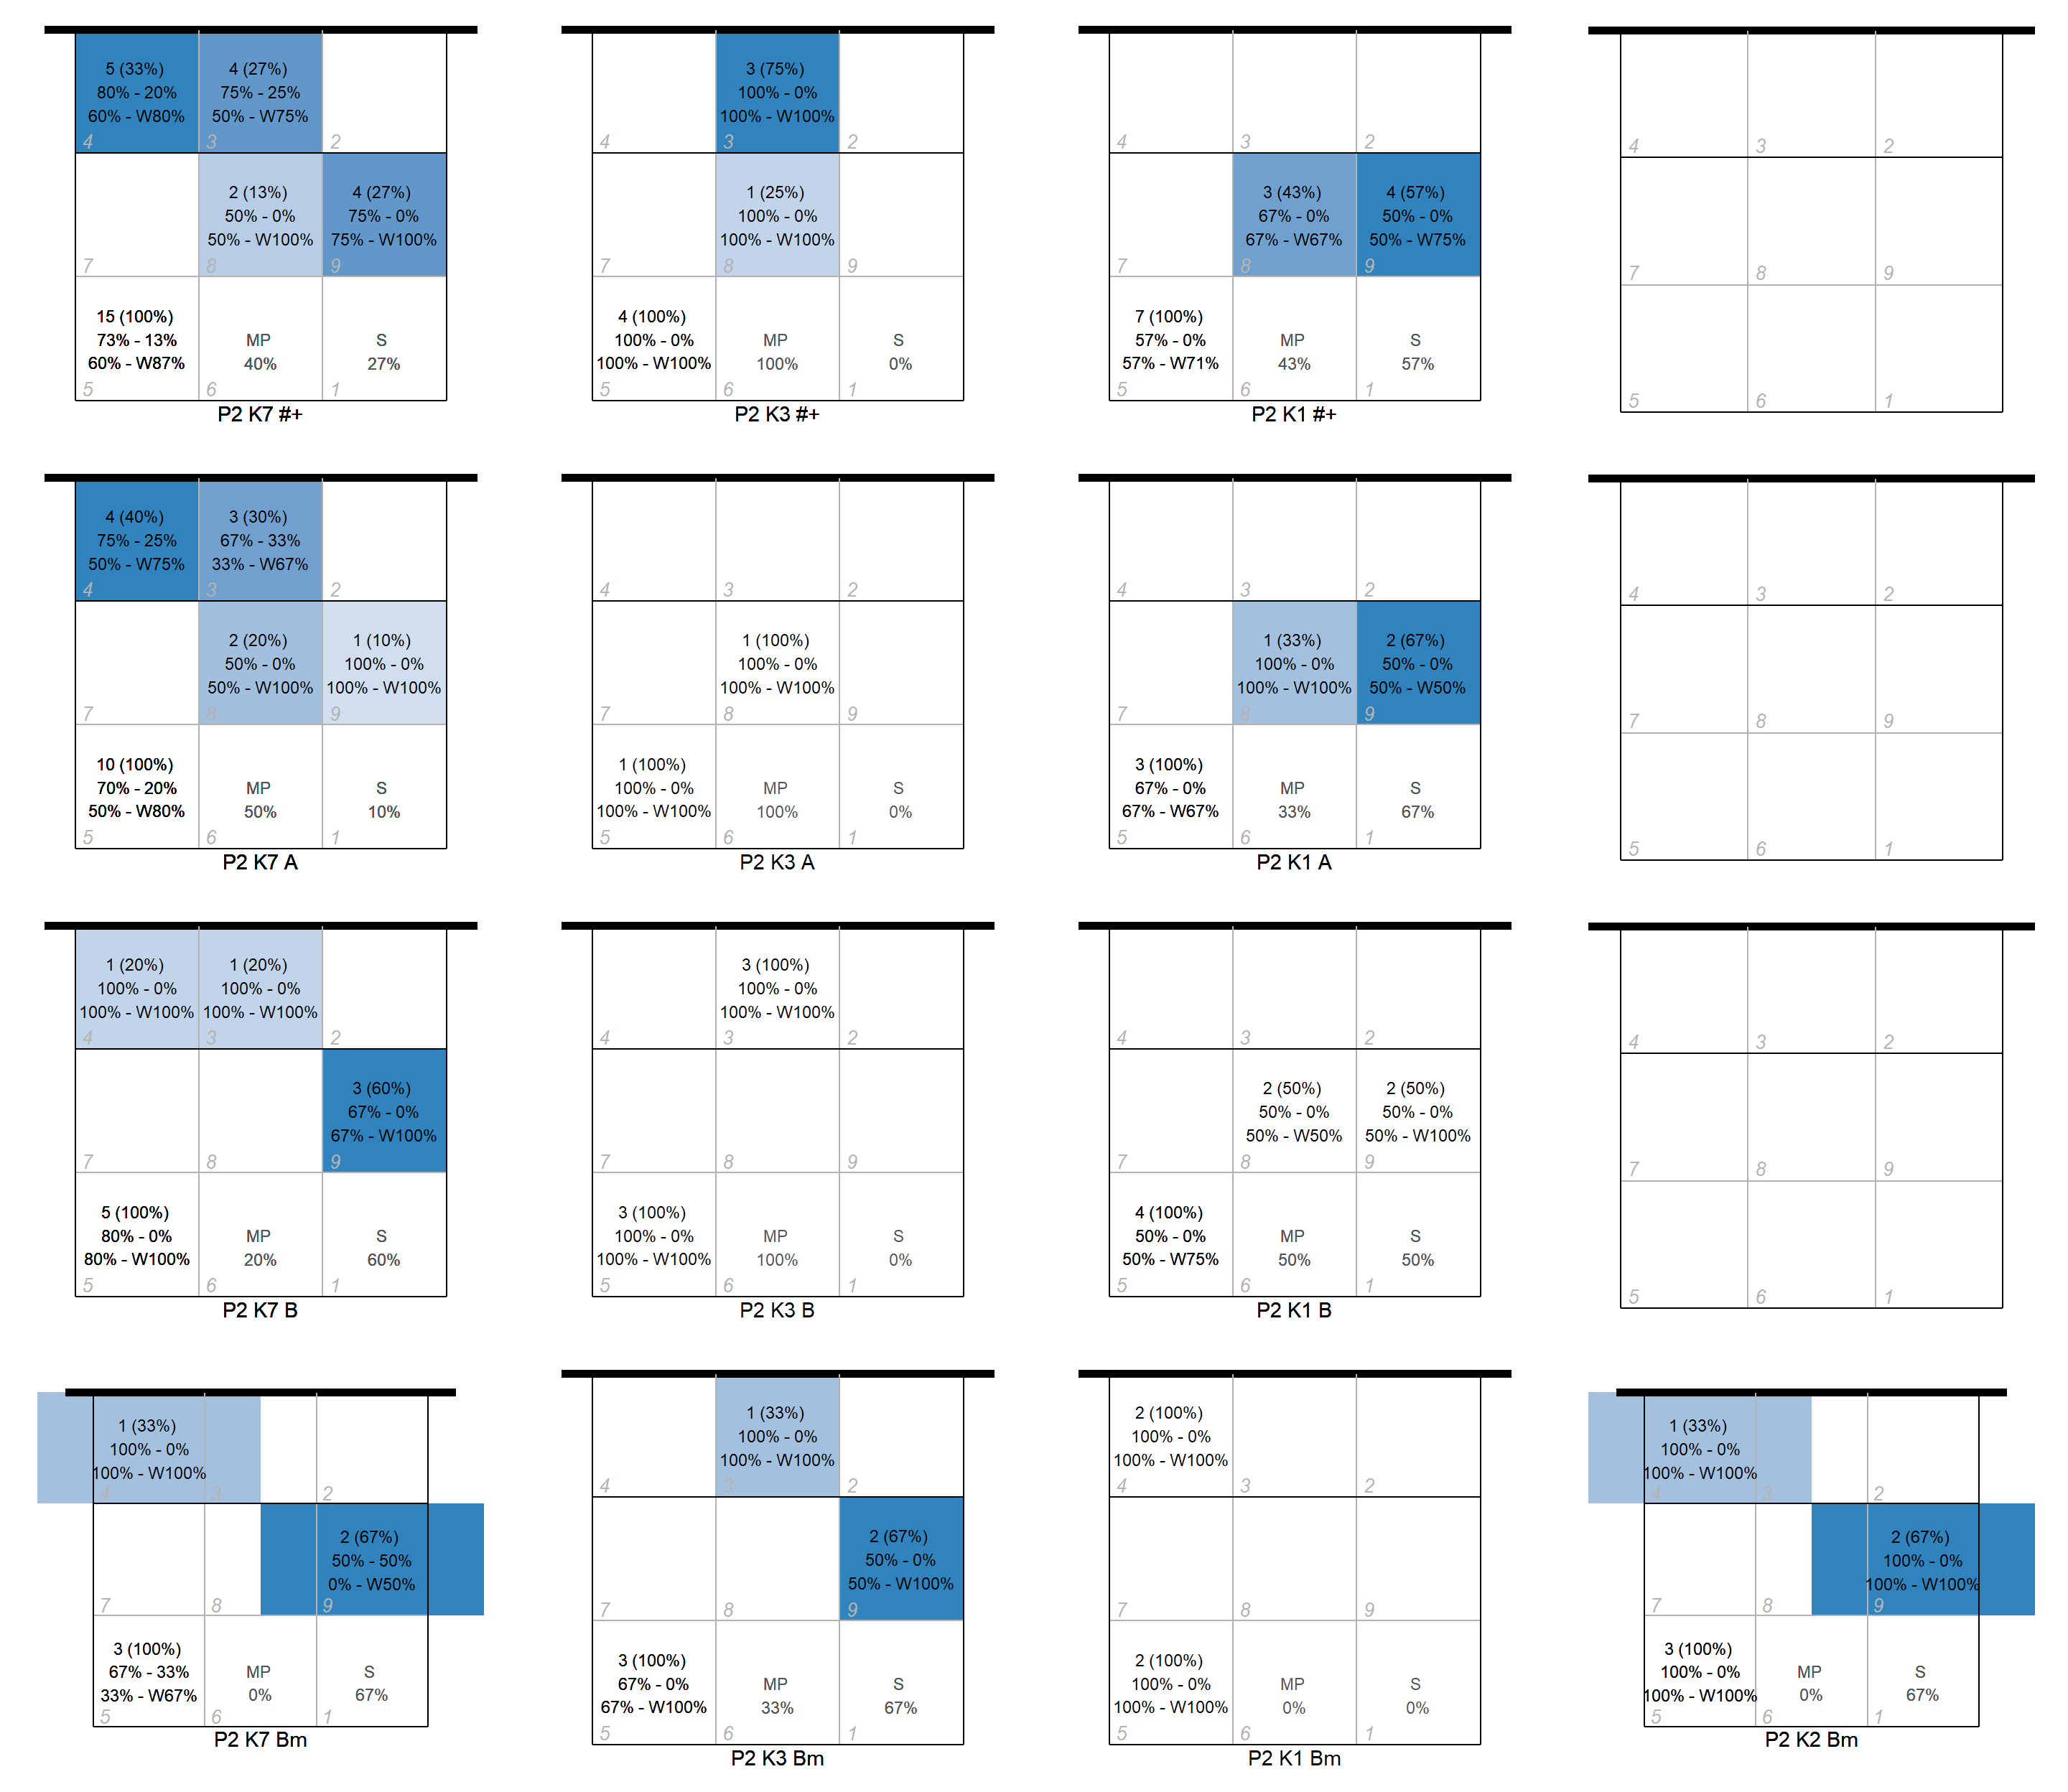 5 (33%)
80% - 20%
60% - W80%
4
4 (27%)
75% - 25%
50% - W75%
3
2
7
2 (13%)
50% - 0%
50% - W100%
8
4 (27%)
75% - 0%
75% - W100%
9
15 (100%)
73% - 13%
60% - W87%
5
MP
40%
6
S
27%
1
P2 K7 #+
4
3 (75%)
100% - 0%
100% - W100%
3
2
7
1 (25%)
100% - 0%
100% - W100%
8
9
4 (100%)
100% - 0%
100% - W100%
5
MP
100%
6
S
0%
1
P2 K3 #+
4
3
2
7
3 (43%)
67% - 0%
67% - W67%
8
4 (57%)
50% - 0%
50% - W75%
9
7 (100%)
57% - 0%
57% - W71%
5
MP
43%
6
S
57%
1
P2 K1 #+
4
3
2
7
8
9
5
6
1
4 (40%)
75% - 25%
50% - W75%
4
3 (30%)
67% - 33%
33% - W67%
3
2
7
2 (20%)
50% - 0%
50% - W100%
8
1 (10%)
100% - 0%
100% - W100%
9
10 (100%)
70% - 20%
50% - W80%
5
MP
50%
6
S
10%
1
P2 K7 A
4
3
2
7
1 (100%)
100% - 0%
100% - W100%
8
9
1 (100%)
100% - 0%
100% - W100%
5
MP
100%
6
S
0%
1
P2 K3 A
4
3
2
7
1 (33%)
100% - 0%
100% - W100%
8
2 (67%)
50% - 0%
50% - W50%
9
3 (100%)
67% - 0%
67% - W67%
5
MP
33%
6
S
67%
1
P2 K1 A
4
3
2
7
8
9
5
6
1
1 (20%)
100% - 0%
100% - W100%
4
1 (20%)
100% - 0%
100% - W100%
3
2
7
8
3 (60%)
67% - 0%
67% - W100%
9
5 (100%)
80% - 0%
80% - W100%
5
MP
20%
6
S
60%
1
P2 K7 B
4
3 (100%)
100% - 0%
100% - W100%
3
2
7
8
9
3 (100%)
100% - 0%
100% - W100%
5
MP
100%
6
S
0%
1
P2 K3 B
4
3
2
7
2 (50%)
50% - 0%
50% - W50%
8
2 (50%)
50% - 0%
50% - W100%
9
4 (100%)
50% - 0%
50% - W75%
5
MP
50%
6
S
50%
1
P2 K1 B
4
3
2
7
8
9
5
6
1
1 (33%)
100% - 0%
100% - W100%
4
3
2
7
8
2 (67%)
50% - 50%
0% - W50%
9
3 (100%)
67% - 33%
33% - W67%
5
MP
0%
6
S
67%
1
P2 K7 Bm
4
1 (33%)
100% - 0%
100% - W100%
3
2
7
8
2 (67%)
50% - 0%
50% - W100%
9
3 (100%)
67% - 0%
67% - W100%
5
MP
33%
6
S
67%
1
P2 K3 Bm
2 (100%)
100% - 0%
100% - W100%
4
3
2
7
8
9
2 (100%)
100% - 0%
100% - W100%
5
MP
0%
6
S
0%
1
P2 K1 Bm
1 (33%)
100% - 0%
100% - W100%
4
3
2
7
8
2 (67%)
100% - 0%
100% - W100%
9
3 (100%)
100% - 0%
100% - W100%
5
MP
0%
6
S
67%
1
P2 K2 Bm